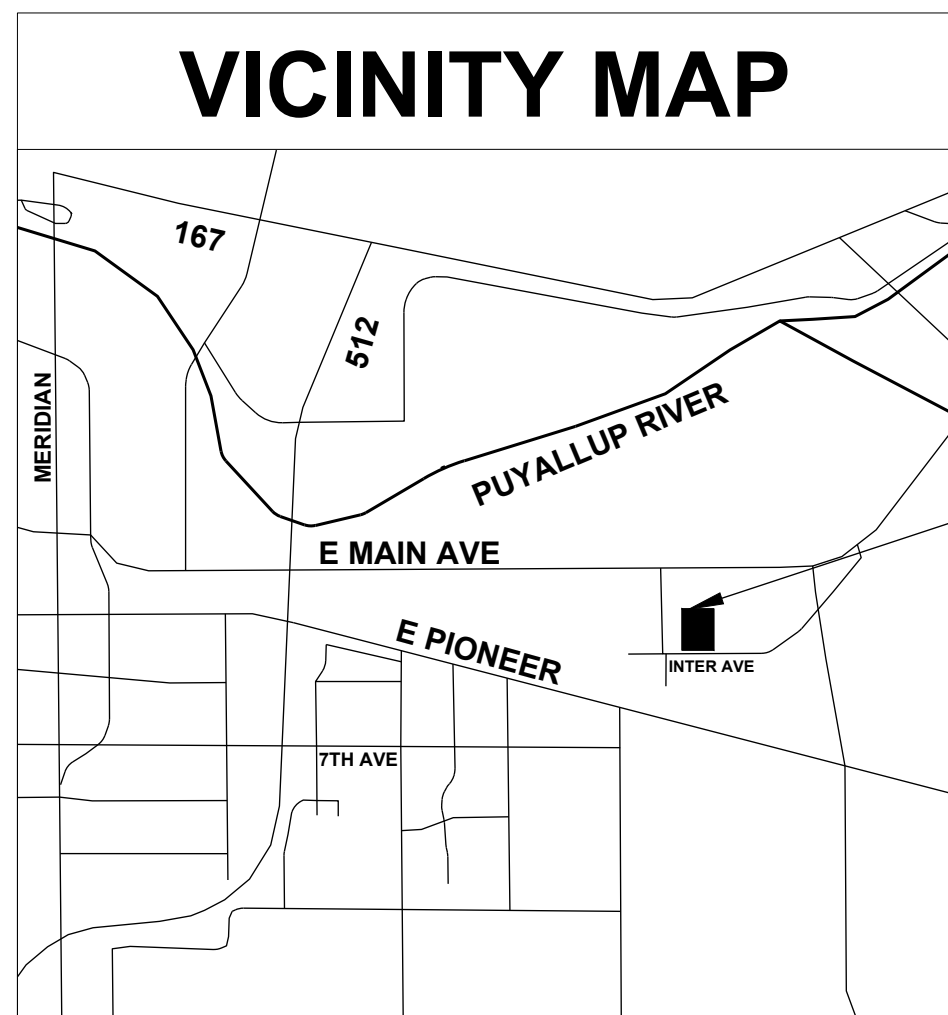 VICINITY MAP
167
512
MERIDIAN
PUYALLUP RIVER
E MAIN AVE
E PIONEER
INTER AVE
7TH AVE